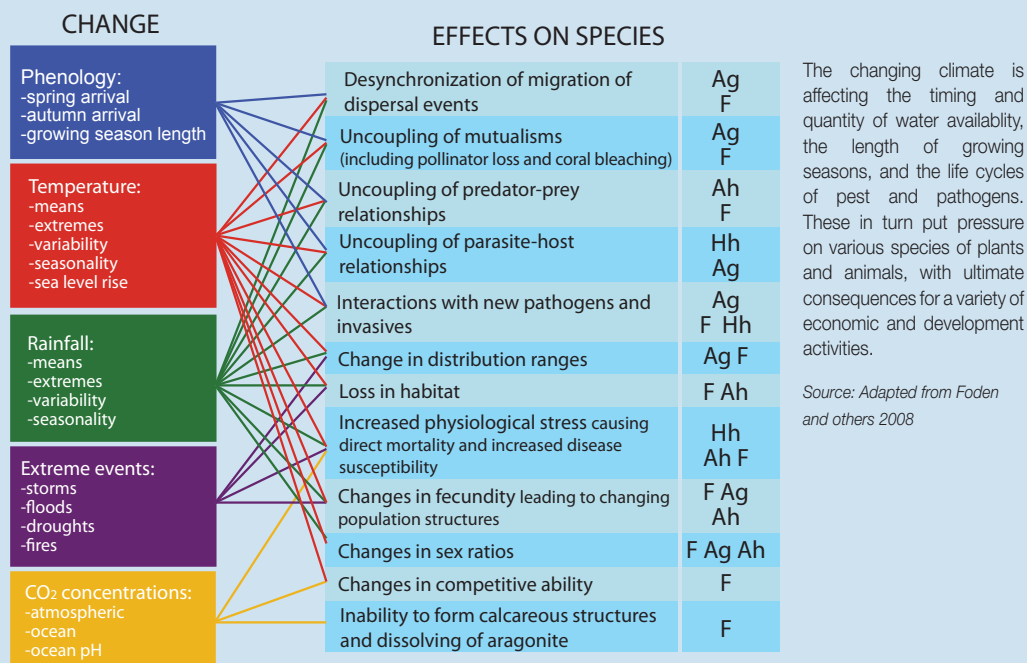 CHANGE
Phenology:
-spring arrival
-autumn arrival
-growing season length
Temperature:
-means
-extremes
-variability
-seasonality
-sea level rise
Rainfall:
-means
-extremes
-variability
-seasonality
Extreme events:
-storms
-floods
-droughts
-fires
CO2 concentrations:
-atmospheric
-ocean
-ocean pH
EFFECTS ON SPECIES
Desynchronization of migration of
dispersal events
Ag
F
Uncoupling of mutualisms
(including pollinator loss and coral bleaching)
Ag
F
Uncoupling of predator-prey
relationships
Ah
F
Uncoupling of parasite-host
relationships
Hh
Ag
Interactions with new pathogens and
invasives
Ag
F Hh
Change in distribution ranges
Ag F
Loss in habitat
F Ah
Increased physiological stress causing
direct mortality and increased disease
susceptibility
Hh
Ah F
Changes in fecundity leading to changing
population structures
F Ag
Ah
Changes in sex ratios
F Ag Ah
Changes in competitive ability
F
Inability to form calcareous structures
and dissolving of aragonite
F
The changing climate is
affecting the timing and
quantity of water availablity,
the length of growing
seasons, and the life cycles
of pest and pathogens.
These in turn put pressure
on various species of plants
and animals, with ultimate
consequences for a variety of
economic and development
activities.
Source: Adapted from Foden
and others 2008